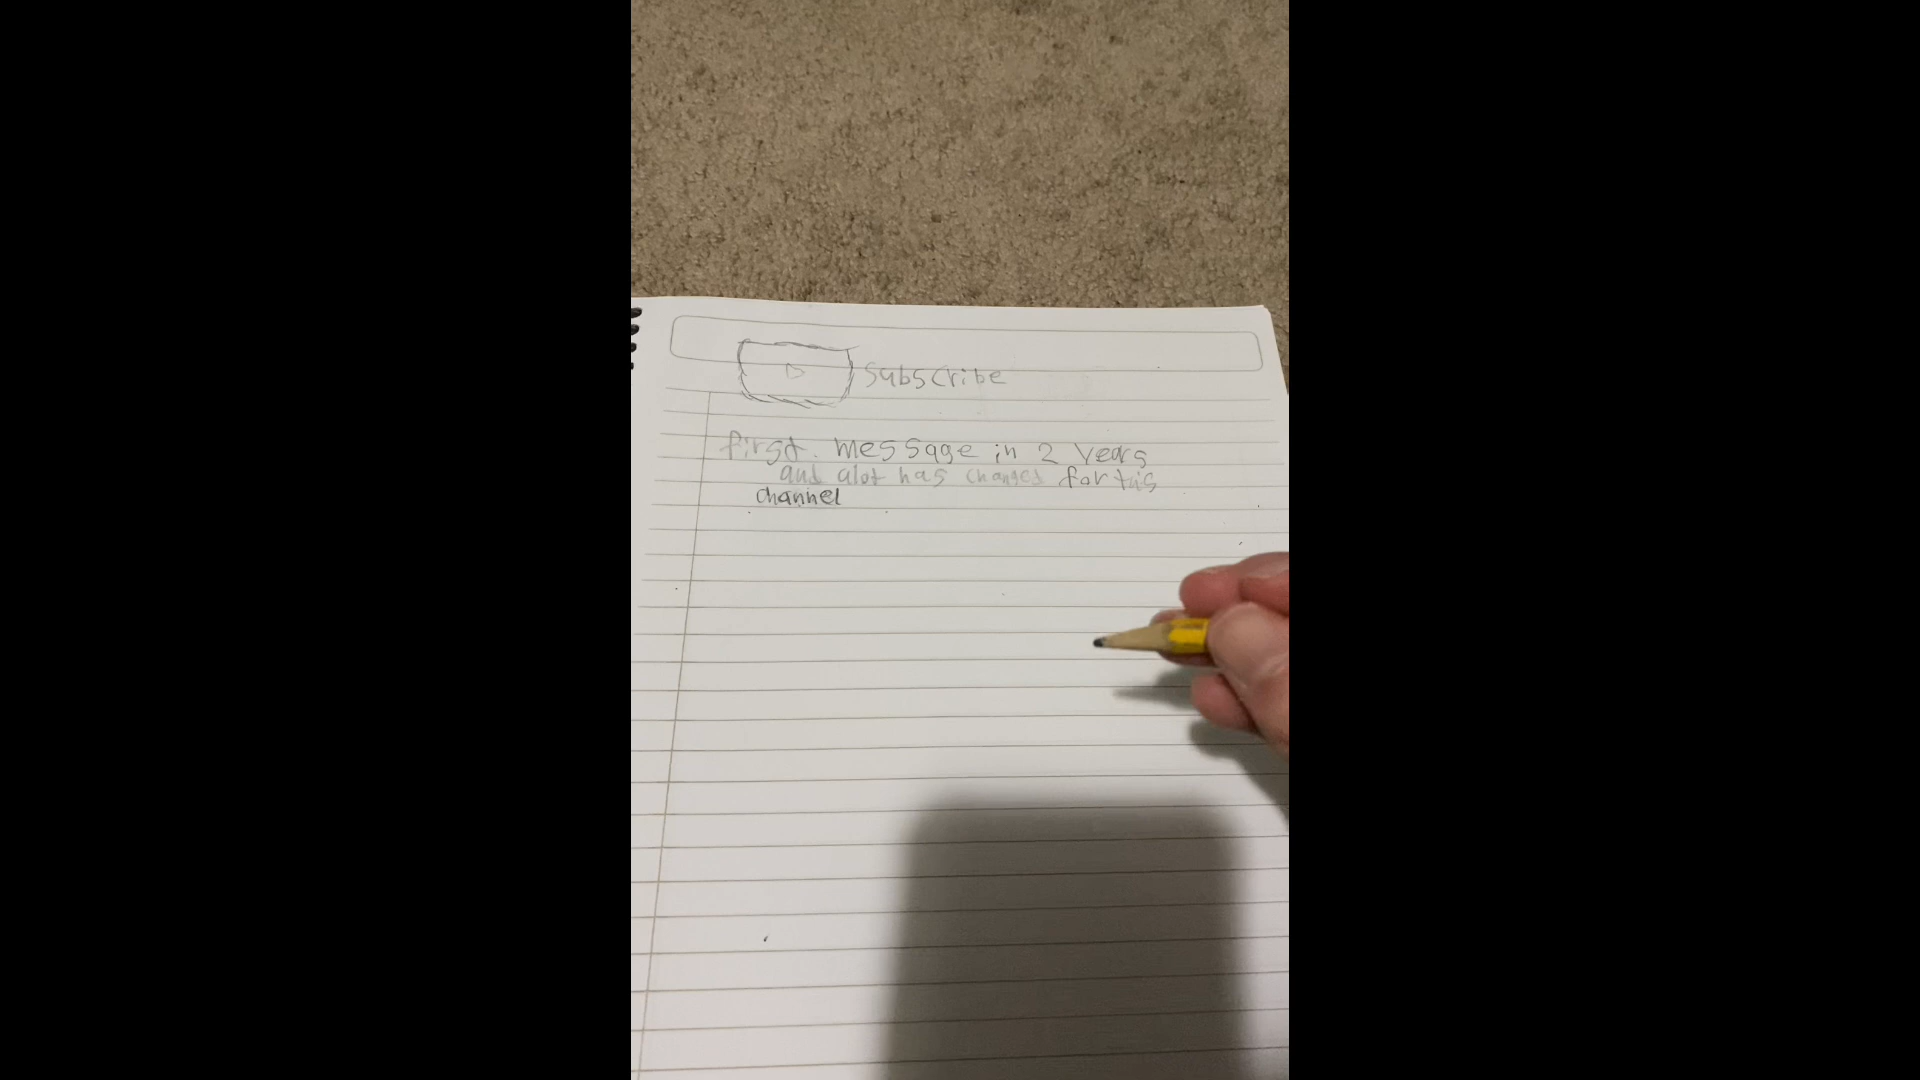 Subscribe
first. message in 2 years
and alot has changed for this
channel